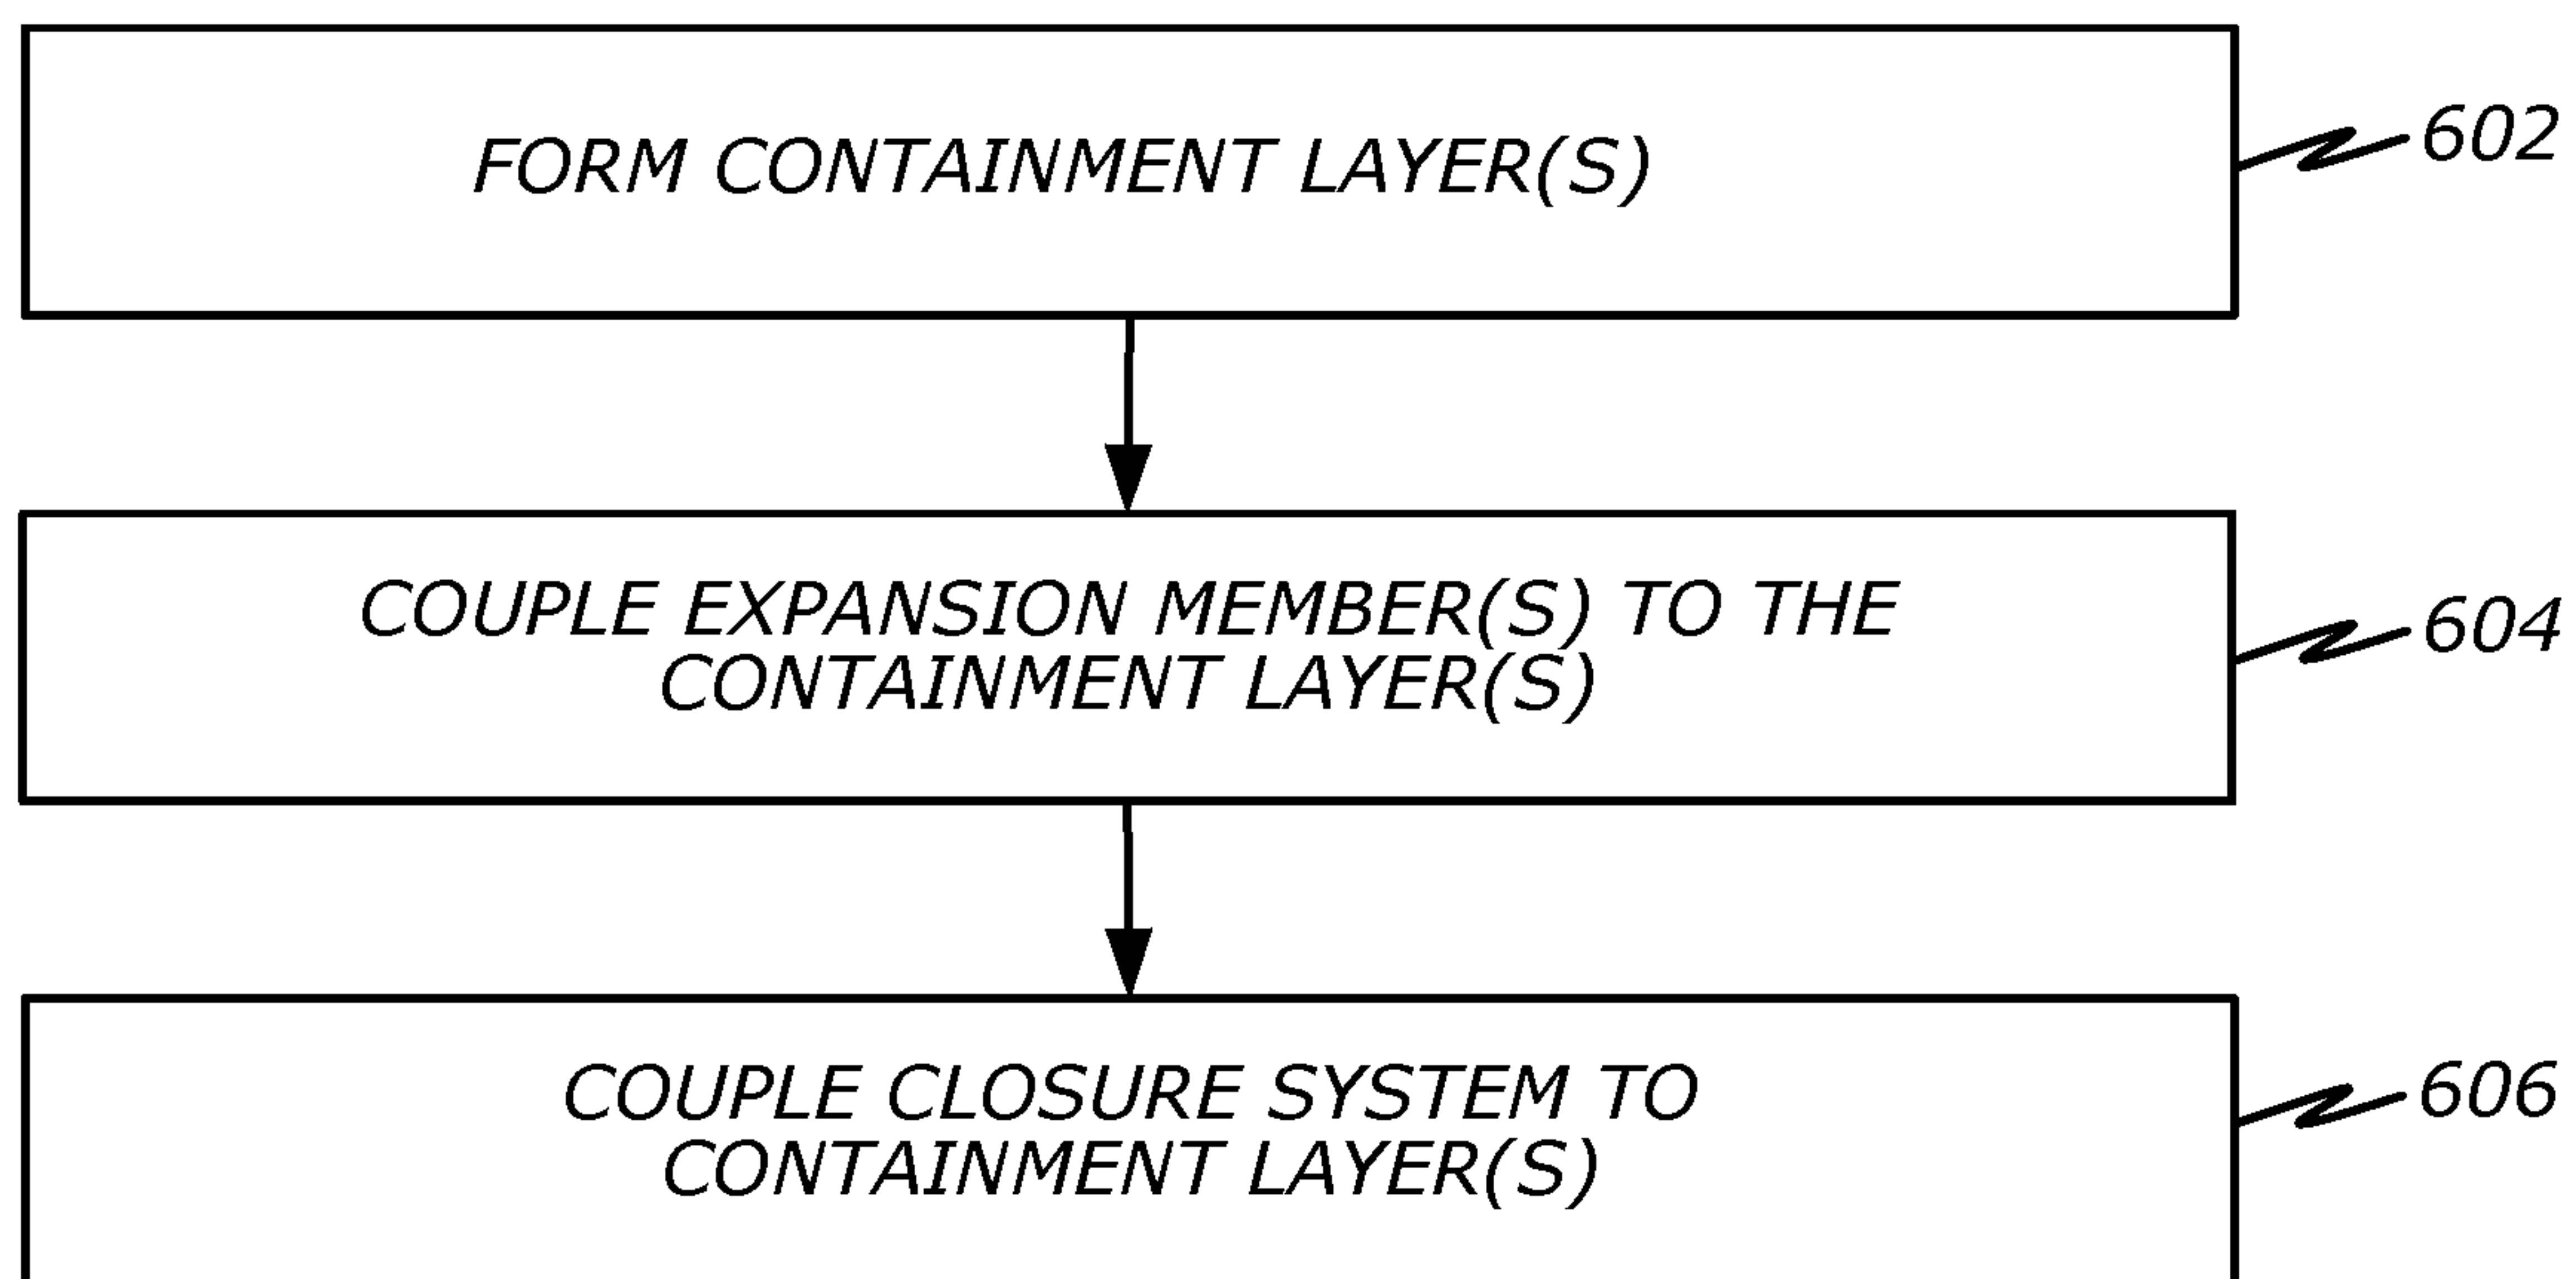 FORM CONTAINMENT LAYER(S)
602
COUPLE EXPANSION MEMBER(S) TO THE
CONTAINMENT LAYER(S)
604
COUPLE CLOSURE SYSTEM TO
CONTAINMENT LAYER(S)
606